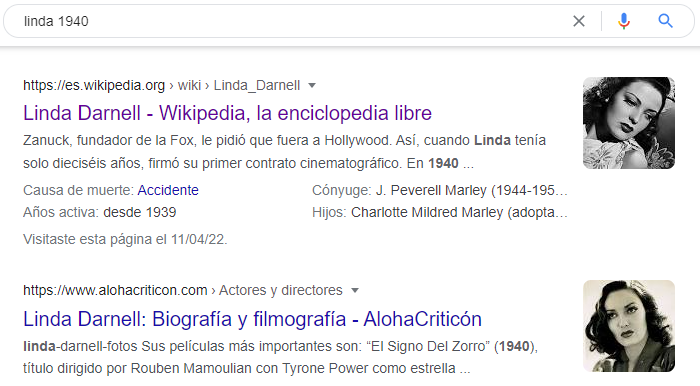 linda 1940
https://es.wikipedia.org › wiki › Linda_Darnell
Linda Darnell - Wikipedia, la enciclopedia libre
Zanuck, fundador de la Fox, le pidió que fuera a Hollywood. Así, cuando Linda tenía
solo dieciséis años, firmó su primer contrato cinematográfico. En 1940 ...
Causa de muerte: Accidente
Cónyuge: J. Peverell Marley (1944-195…
Años activa: desde 1939
Hijos: Charlotte Mildred Marley (adopta…
Visitaste esta página el 11/04/22.
https://www.alohacriticon.com › Actores y directores
Linda Darnell: Biografía y filmografía - AlohaCriticón
linda-darnell-fotos Sus películas más importantes son: “El Signo Del Zorro” (1940),
título dirigido por Rouben Mamoulian con Tyrone Power como estrella ...